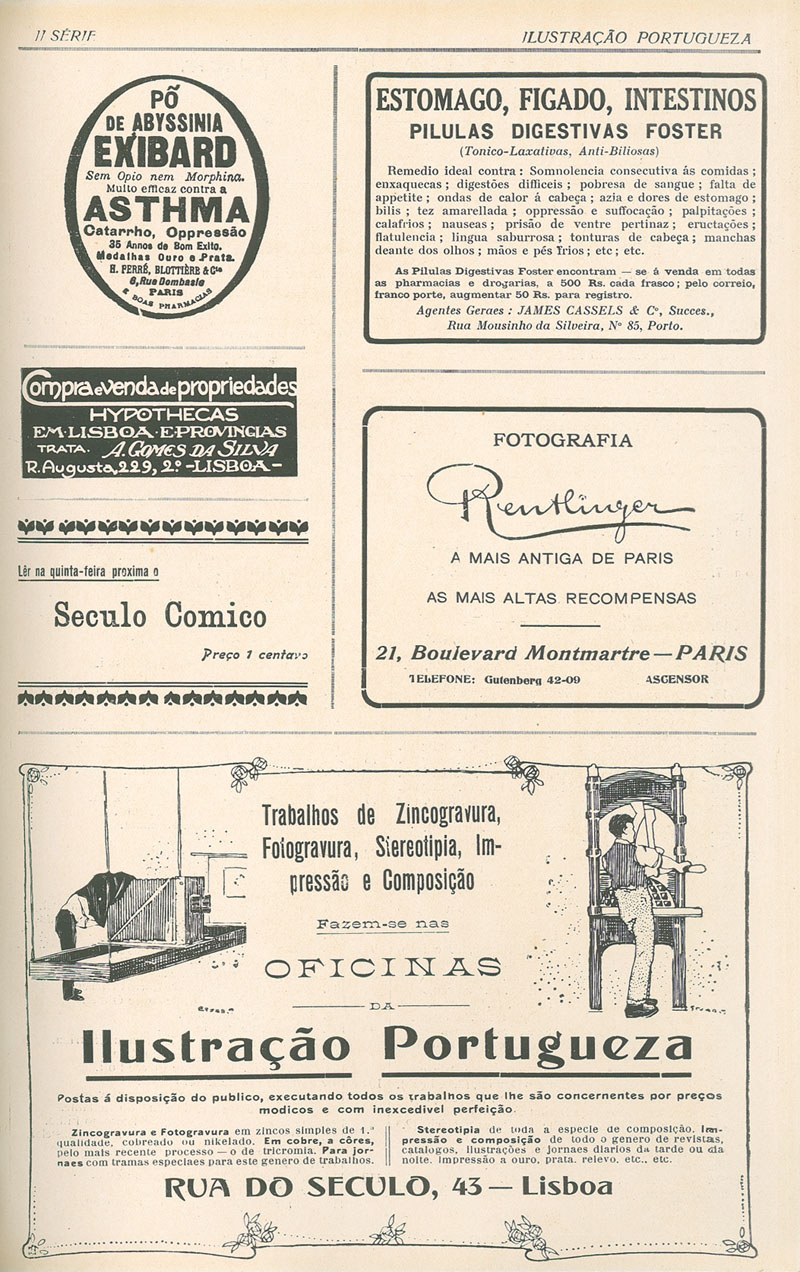 II SÉRIE
ILUSTRAÇÃO PORTUGUEZA
PÕ
DE ABYSSINIA
EXIBARD
Sem Opio nem Morphina.
Muito efficaz contra a
ASTHMA
Catarrho, Oppressão
35 Annos de Bom Exito.
Medalhas Ouro e Prata.
H. FERRÉ, BLOTTIÈRE & Cie
6, Rue Dombasle
PARIS
& BOAS PHARMACIAS
Compra e venda de propriedades
HYPOTHECAS
EM·LISBOA·E·PROVINCIAS
TRATA· A. GOMES DA SILVA
R. Augusta, 229, 2.º -LISBOA-
Lêr na quinta-feira proxima o
Seculo Comico
Preço 1 centavo
ESTOMAGO, FIGADO, INTESTINOS
PILULAS DIGESTIVAS FOSTER
(Tonico-Laxativas, Anti-Biliosas)
Remedio ideal contra : Somnolencia consecutiva ás comidas ;
enxaquecas ; digestões difficeis ; pobresa de sangue ; falta de
appetite ; ondas de calor á cabeça ; azia e dores de estomago ;
bilis ; tez amarellada ; oppressão e suffocação ; palpitações ;
calafrios ; nauseas ; prisão de ventre pertinaz ; eructações ;
flatulencia ; lingua saburrosa ; tonturas de cabeça ; manchas
deante dos olhos ; mãos e pés frios ; etc ; etc.
As Pilulas Digestivas Foster encontram — se á venda em todas
as pharmacias e drogarias, a 500 Rs. cada frasco ; pelo correio,
franco porte, augmentar 50 Rs. para registro.
Agentes Geraes : JAMES CASSELS & Cº, Succes.,
Rua Mousinho da Silveira, Nº 85, Porto.
FOTOGRAFIA
Reutlinger
A MAIS ANTIGA DE PARIS
AS MAIS ALTAS RECOMPENSAS
21, Boulevard Montmartre — PARIS
TELEFONE: Gutenberg 42-09 ASCENSOR
Trabalhos de Zincogravura,
Fotogravura, Stereotipia, Im-
pressão e Composição
Fazem-se nas
OFICINAS
DA
Ilustração Portugueza
Postas á disposição do publico, executando todos os trabalhos que lhe são concernentes por preços
modicos e com inexcedivel perfeição.
Zincogravura e Fotogravura em zincos simples de 1.ª
qualidade, cobreado ou nikelado. Em cobre, a côres,
pelo mais recente processo — o de tricromia. Para jor-
naes com tramas especiaes para este genero de trabalhos.
Stereotipia de toda a especie de composição. Im-
pressão e composição de todo o genero de revistas,
catalogos, ilustrações e jornaes diarios da tarde ou da
noite. impressão a ouro, prata, relevo, etc., etc.
RUA DO SECULO, 43 — Lisboa